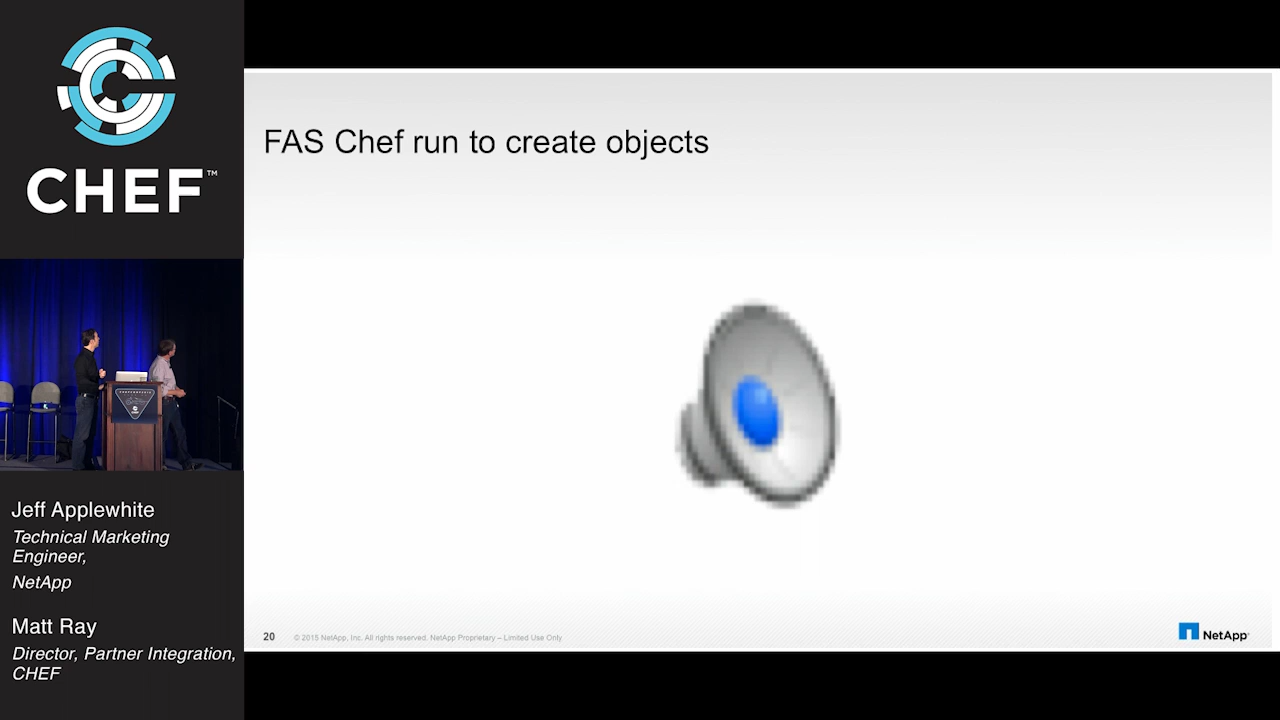 CHEF™
Jeff Applewhite
Technical Marketing
Engineer,
NetApp
Matt Ray
Director, Partner Integration,
CHEF
FAS Chef run to create objects
20
© 2015 NetApp, Inc. All rights reserved. NetApp Proprietary – Limited Use Only
NetApp